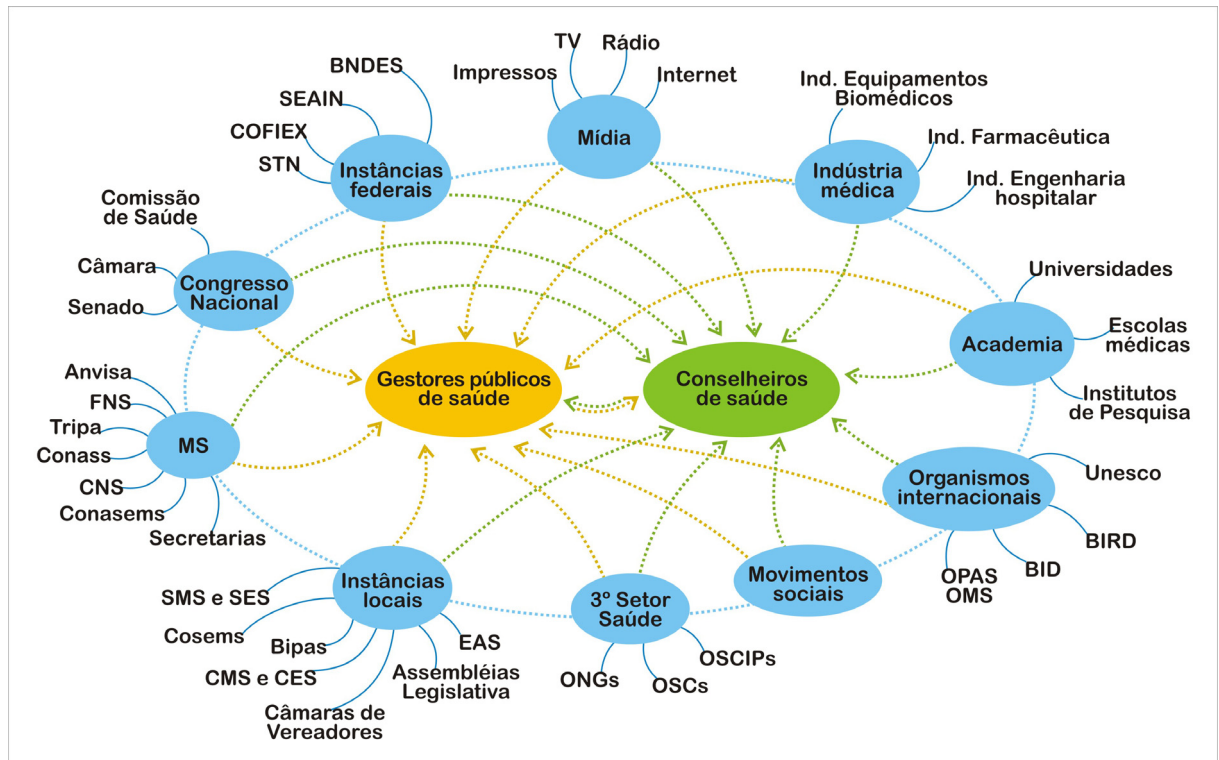 TV
Rádio
BNDES
Impressos
Internet
SEAIN
COFIEX
STN
Instâncias
federais
Mídia
Ind. Equipamentos
Biomédicos
Ind. Farmacêutica
Ind. Engenharia
hospitalar
Indústria
médica
Comissão
de Saúde
Câmara
Senado
Congresso
Nacional
Universidades
Escolas
médicas
Institutos
de Pesquisa
Academia
Gestores públicos
de saúde
Conselheiros
de saúde
Anvisa
FNS
Tripa
Conass
CNS
Conasems
Secretarias
MS
Organismos
internacionais
Unesco
BIRD
BID
OPAS
OMS
Instâncias
locais
SMS e SES
Cosems
Bipas
CMS e CES
Câmaras de
Vereadores
Assembléias
Legislativa
EAS
3º Setor
Saúde
ONGs
OSCs
OSCIPs
Movimentos
sociais